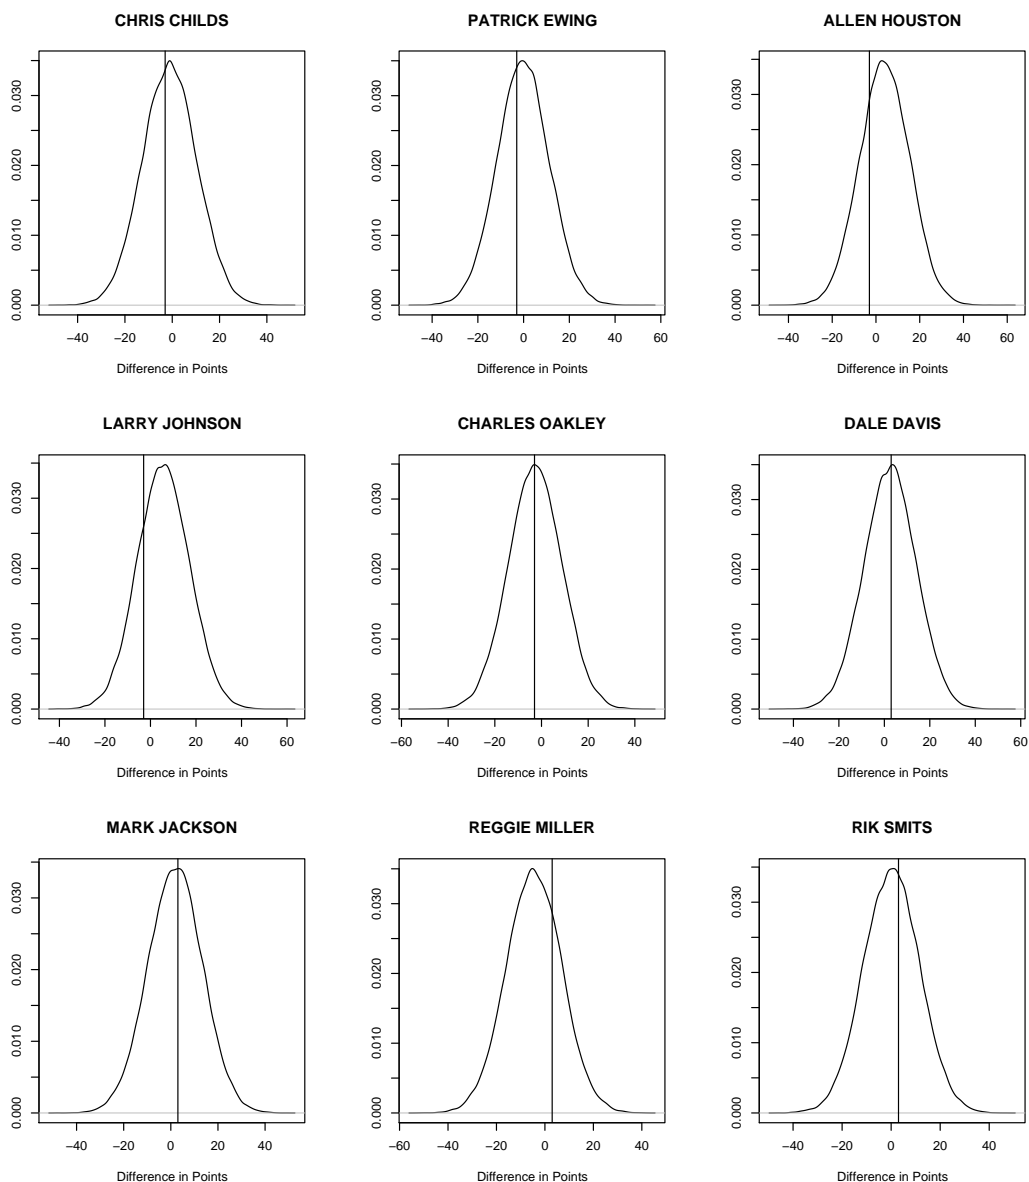 CHRIS CHILDS
PATRICK EWING
ALLEN HOUSTON
0.000 0.010 0.020 0.030
0.000 0.010 0.020 0.030
0.000 0.010 0.020 0.030
−40 −20 0 20 40
−40 −20 0 20 40 60
−40 −20 0 20 40 60
Difference in Points
Difference in Points
Difference in Points
LARRY JOHNSON
CHARLES OAKLEY
DALE DAVIS
0.000 0.010 0.020 0.030
0.000 0.010 0.020 0.030
0.000 0.010 0.020 0.030
−40 −20 0 20 40 60
−60 −40 −20 0 20 40
−40 −20 0 20 40 60
Difference in Points
Difference in Points
Difference in Points
MARK JACKSON
REGGIE MILLER
RIK SMITS
0.000 0.010 0.020 0.030
0.000 0.010 0.020 0.030
0.000 0.010 0.020 0.030
−40 −20 0 20 40
−60 −40 −20 0 20 40
−40 −20 0 20 40
Difference in Points
Difference in Points
Difference in Points